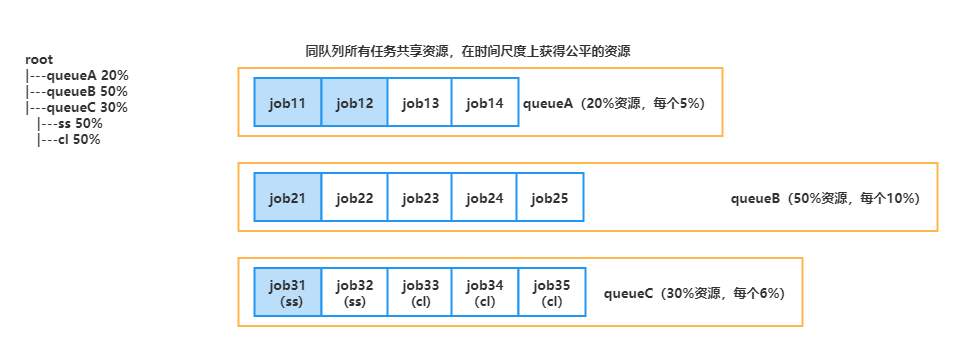 root
|---queueA 20%
|---queueB 50%
|---queueC 30%
|---ss 50%
|---cl 50%
同队列所有任务共享资源，在时间尺度上获得公平的资源
job11 job12 job13 job14 queueA（20%资源，每个5%）
job21 job22 job23 job24 job25 queueB（50%资源，每个10%）
job31 job32 job33 job34 job35 queueC（30%资源，每个6%）
(ss) (ss) (cl) (cl) (cl)